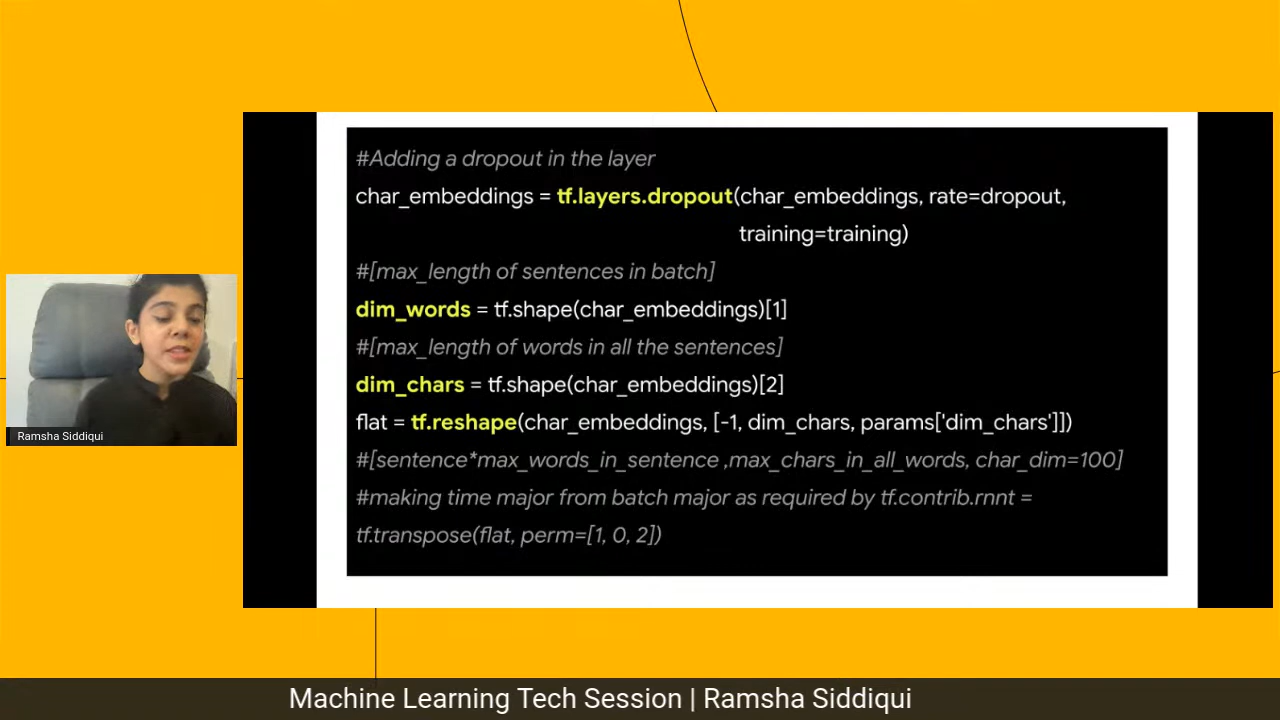 #Adding a dropout in the layer
char_embeddings = tf.layers.dropout(char_embeddings, rate=dropout,
training=training)
#[max_length of sentences in batch]
dim_words = tf.shape(char_embeddings)[1]
#[max_length of words in all the sentences]
dim_chars = tf.shape(char_embeddings)[2]
flat = tf.reshape(char_embeddings, [-1, dim_chars, params['dim_chars']])
#[sentence*max_words_in_sentence ,max_chars_in_all_words, char_dim=100]
#making time major from batch major as required by tf.contrib.rnnt =
tf.transpose(flat, perm=[1, 0, 2])
Ramsha Siddiqui
Machine Learning Tech Session | Ramsha Siddiqui